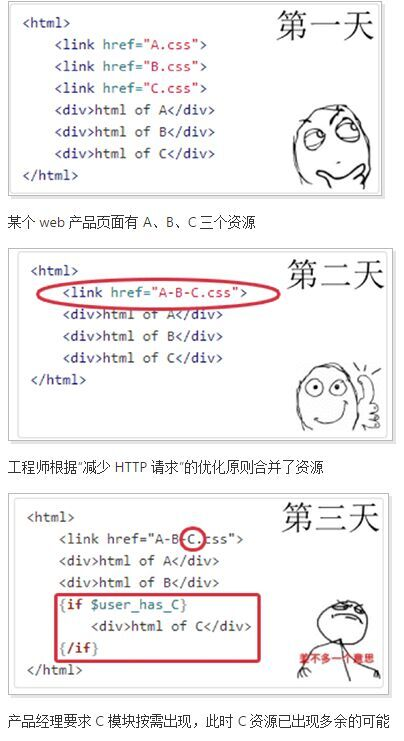 <html>
第一天
<link href="A.css">
<link href="B.css">
<link href="C.css">
<div>html of A</div>
<div>html of B</div>
<div>html of C</div>
</html>
某个 web 产品页面有 A、B、C 三个资源
<html>
第二天
<link href="A-B-C.css">
<div>html of A</div>
<div>html of B</div>
<div>html of C</div>
</html>
工程师根据“减少 HTTP 请求”的优化原则合并了资源
<html>
第三天
<link href="A-B-C.css">
<div>html of A</div>
<div>html of B</div>
{if $user_has_C}
<div>html of C</div>
{/if}
差不多一个意思
</html>
产品经理要求 C 模块按需出现，此时 C 资源已出现多余的可能